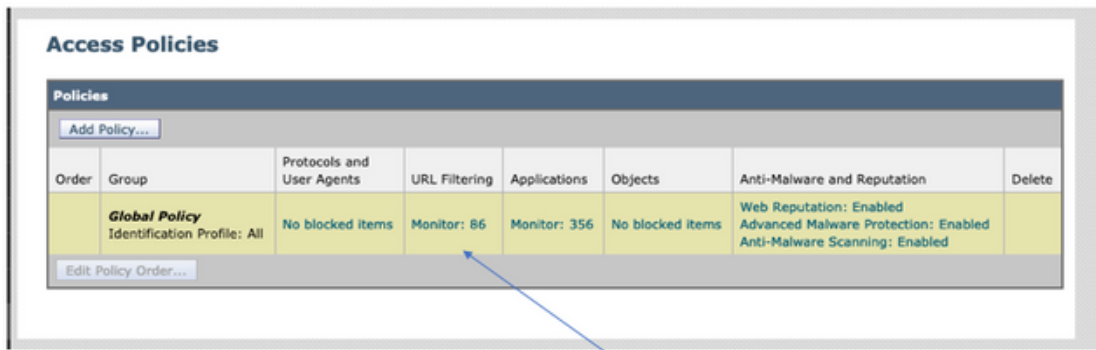 Access Policies
Policies
Add Policy...
Order Group Protocols and User Agents URL Filtering Applications Objects Anti-Malware and Reputation Delete
Global Policy
Identification Profile: All
No blocked items
Monitor: 86
Monitor: 356
No blocked items
Web Reputation: Enabled
Advanced Malware Protection: Enabled
Anti-Malware Scanning: Enabled
Edit Policy Order...